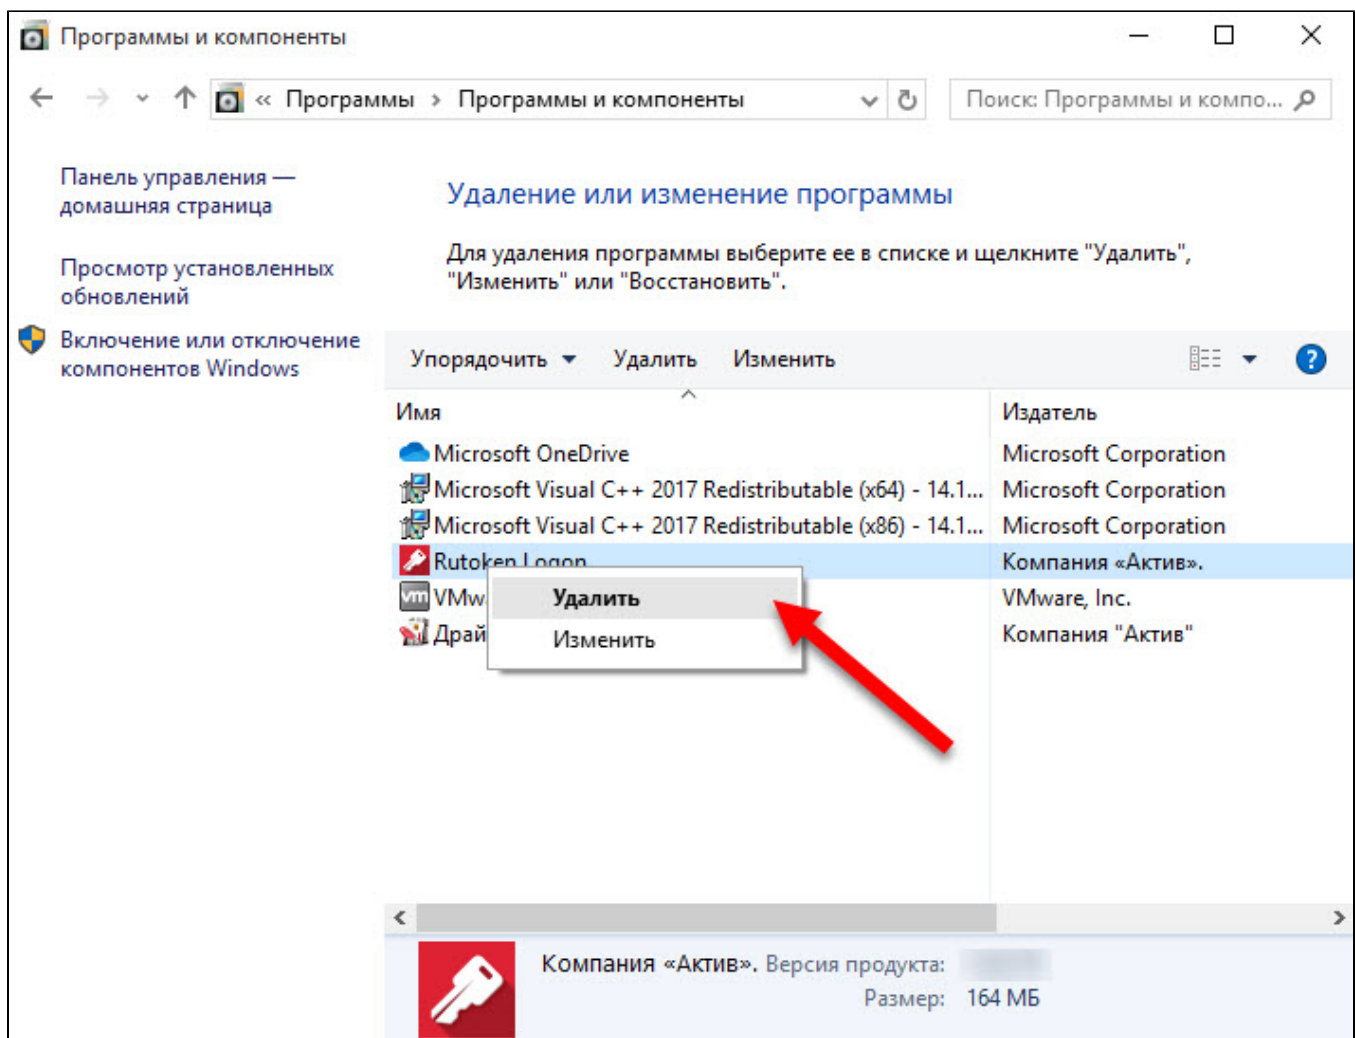 Программы и компоненты
« Программы › Программы и компоненты
Поиск: Программы и компо...
Панель управления —
домашняя страница
Просмотр установленных
обновлений
Включение или отключение
компонентов Windows
Удаление или изменение программы
Для удаления программы выберите ее в списке и щелкните "Удалить",
"Изменить" или "Восстановить".
Упорядочить Удалить Изменить
Имя Издатель
Microsoft OneDrive Microsoft Corporation
Microsoft Visual C++ 2017 Redistributable (x64) - 14.1... Microsoft Corporation
Microsoft Visual C++ 2017 Redistributable (x86) - 14.1... Microsoft Corporation
Rutoken Logon Компания «Актив».
VMw VMware, Inc.
Драй Компания "Актив"
Удалить
Изменить
Компания «Актив». Версия продукта:
Размер: 164 МБ